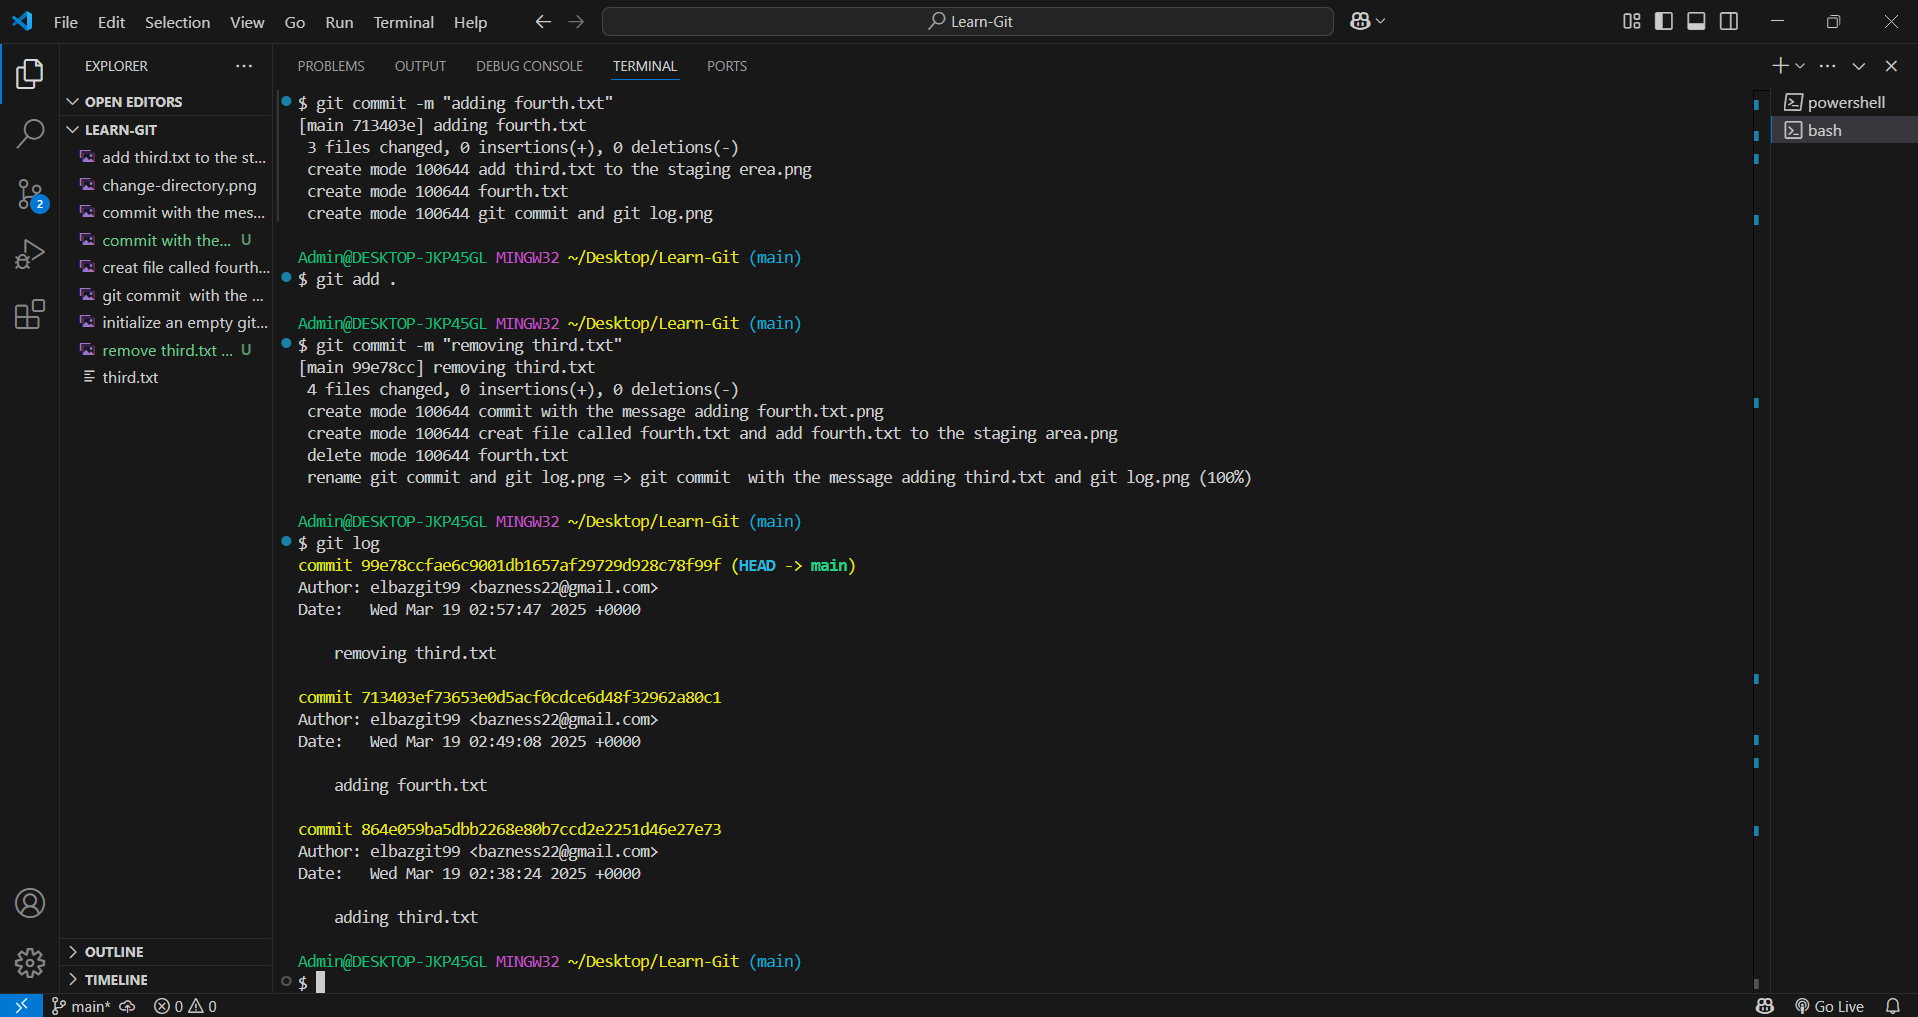 File Edit Selection View Go Run Terminal Help
Learn-Git
EXPLORER
OPEN EDITORS
LEARN-GIT
add third.txt to the st...
change-directory.png
commit with the mes...
commit with the... U
creat file called fourth...
git commit  with the ...
initialize an empty git...
remove third.txt ... U
third.txt
OUTLINE
TIMELINE
2
PROBLEMS OUTPUT DEBUG CONSOLE TERMINAL PORTS
$ git commit -m "adding fourth.txt"
[main 713403e] adding fourth.txt
3 files changed, 0 insertions(+), 0 deletions(-)
create mode 100644 add third.txt to the staging erea.png
create mode 100644 fourth.txt
create mode 100644 git commit and git log.png
Admin@DESKTOP-JKP45GL MINGW32 ~/Desktop/Learn-Git (main)
$ git add .
Admin@DESKTOP-JKP45GL MINGW32 ~/Desktop/Learn-Git (main)
$ git commit -m "removing third.txt"
[main 99e78cc] removing third.txt
4 files changed, 0 insertions(+), 0 deletions(-)
create mode 100644 commit with the message adding fourth.txt.png
create mode 100644 creat file called fourth.txt and add fourth.txt to the staging area.png
delete mode 100644 fourth.txt
rename git commit and git log.png => git commit  with the message adding third.txt and git log.png (100%)
Admin@DESKTOP-JKP45GL MINGW32 ~/Desktop/Learn-Git (main)
$ git log
commit 99e78ccfae6c9001db1657af29729d928c78f99f (HEAD -> main)
Author: elbazgit99 <bazness22@gmail.com>
Date:   Wed Mar 19 02:57:47 2025 +0000
removing third.txt
commit 713403ef73653e0d5acf0cdce6d48f32962a80c1
Author: elbazgit99 <bazness22@gmail.com>
Date:   Wed Mar 19 02:49:08 2025 +0000
adding fourth.txt
commit 864e059ba5dbb2268e80b7ccd2e2251d46e27e73
Author: elbazgit99 <bazness22@gmail.com>
Date:   Wed Mar 19 02:38:24 2025 +0000
adding third.txt
Admin@DESKTOP-JKP45GL MINGW32 ~/Desktop/Learn-Git (main)
$
powershell
bash
main* 0 0
Go Live